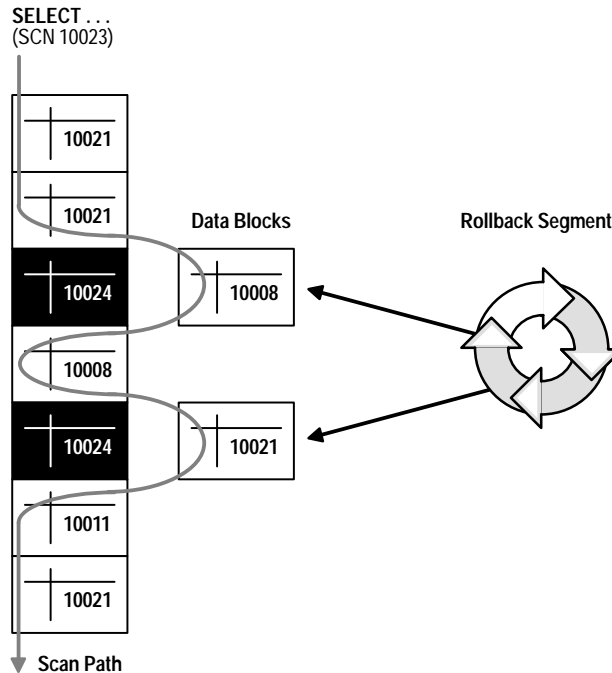 SELECT . . .
(SCN 10023)
10021
10021
Data Blocks
Rollback Segment
10024
10008
10008
10024
10021
10011
10021
Scan Path